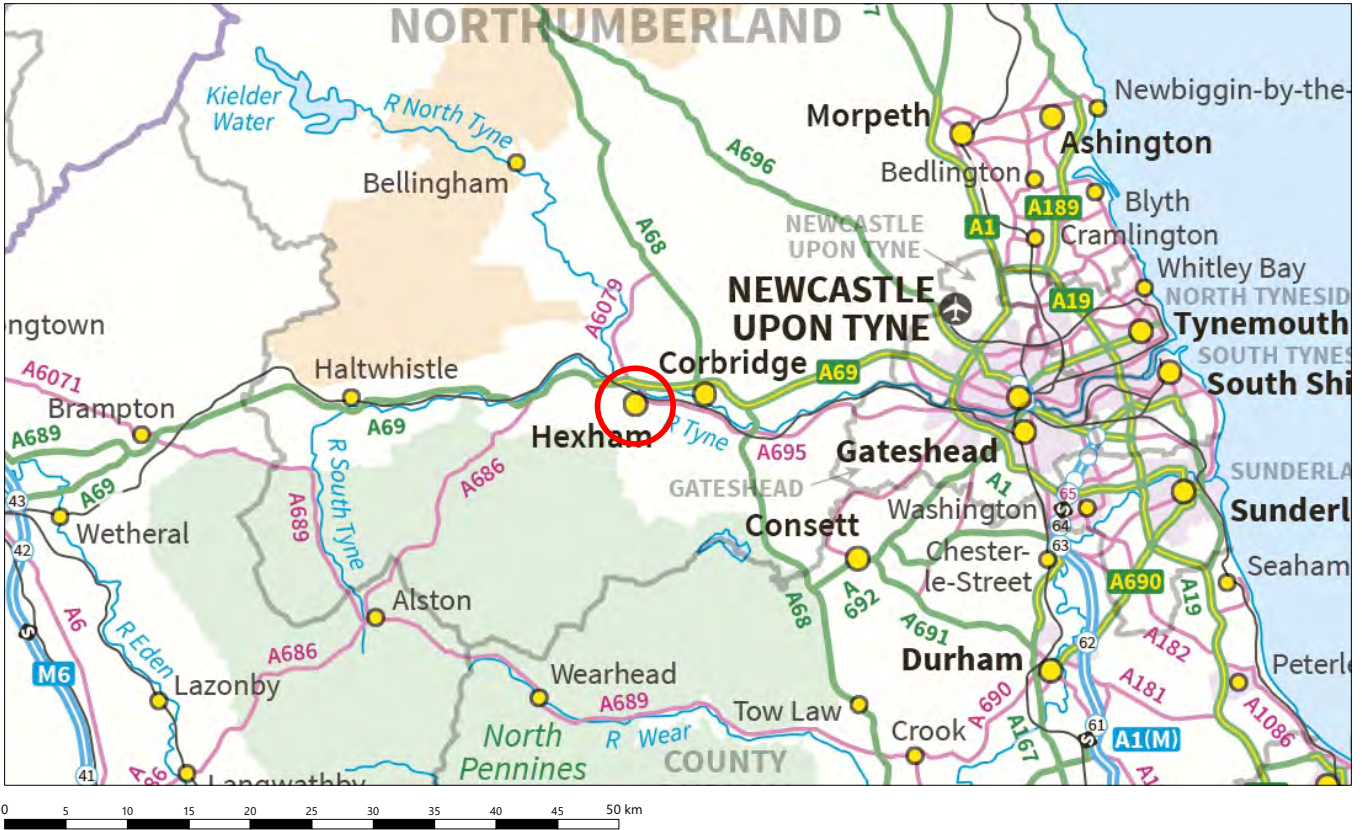 NORTHUMBERLAND
Kielder
Water
R North Tyne
Bellingham
A68
A696
Morpeth
Newbiggin-by-the-
Ashington
Bedlington
A189
Blyth
A1
Cramlington
NEWCASTLE
UPON TYNE
Whitley Bay
NORTH TYNESID
A19
NEWCASTLE
UPON TYNE
Tynemouth
SOUTH TYNES
South Shi
A6079
ngtown
A6071
Haltwhistle
Corbridge
A69
Brampton
A689
A69
A69
Hexham
R Tyne
A695
Gateshead
GATESHEAD
A1
SUNDERLA
Sunderl
Washington
65
64
63
R South Tyne
A686
A689
43
42
Wetheral
Consett
Chester-
le-Street
A690
A19
Seaham
A
692
A691
A68
Alston
A6
R Eden
A686
M6
Lazonby
Wearhead
A689
R Wear
Durham
62
A182
A181
Peterle
A1086
Tow Law
Crook
A 690
A167
61
A1(M)
North
Pennines
COUNTY
41
A
86
Langwathby
A1
0 5 10 15 20 25 30 35 40 45 50 km